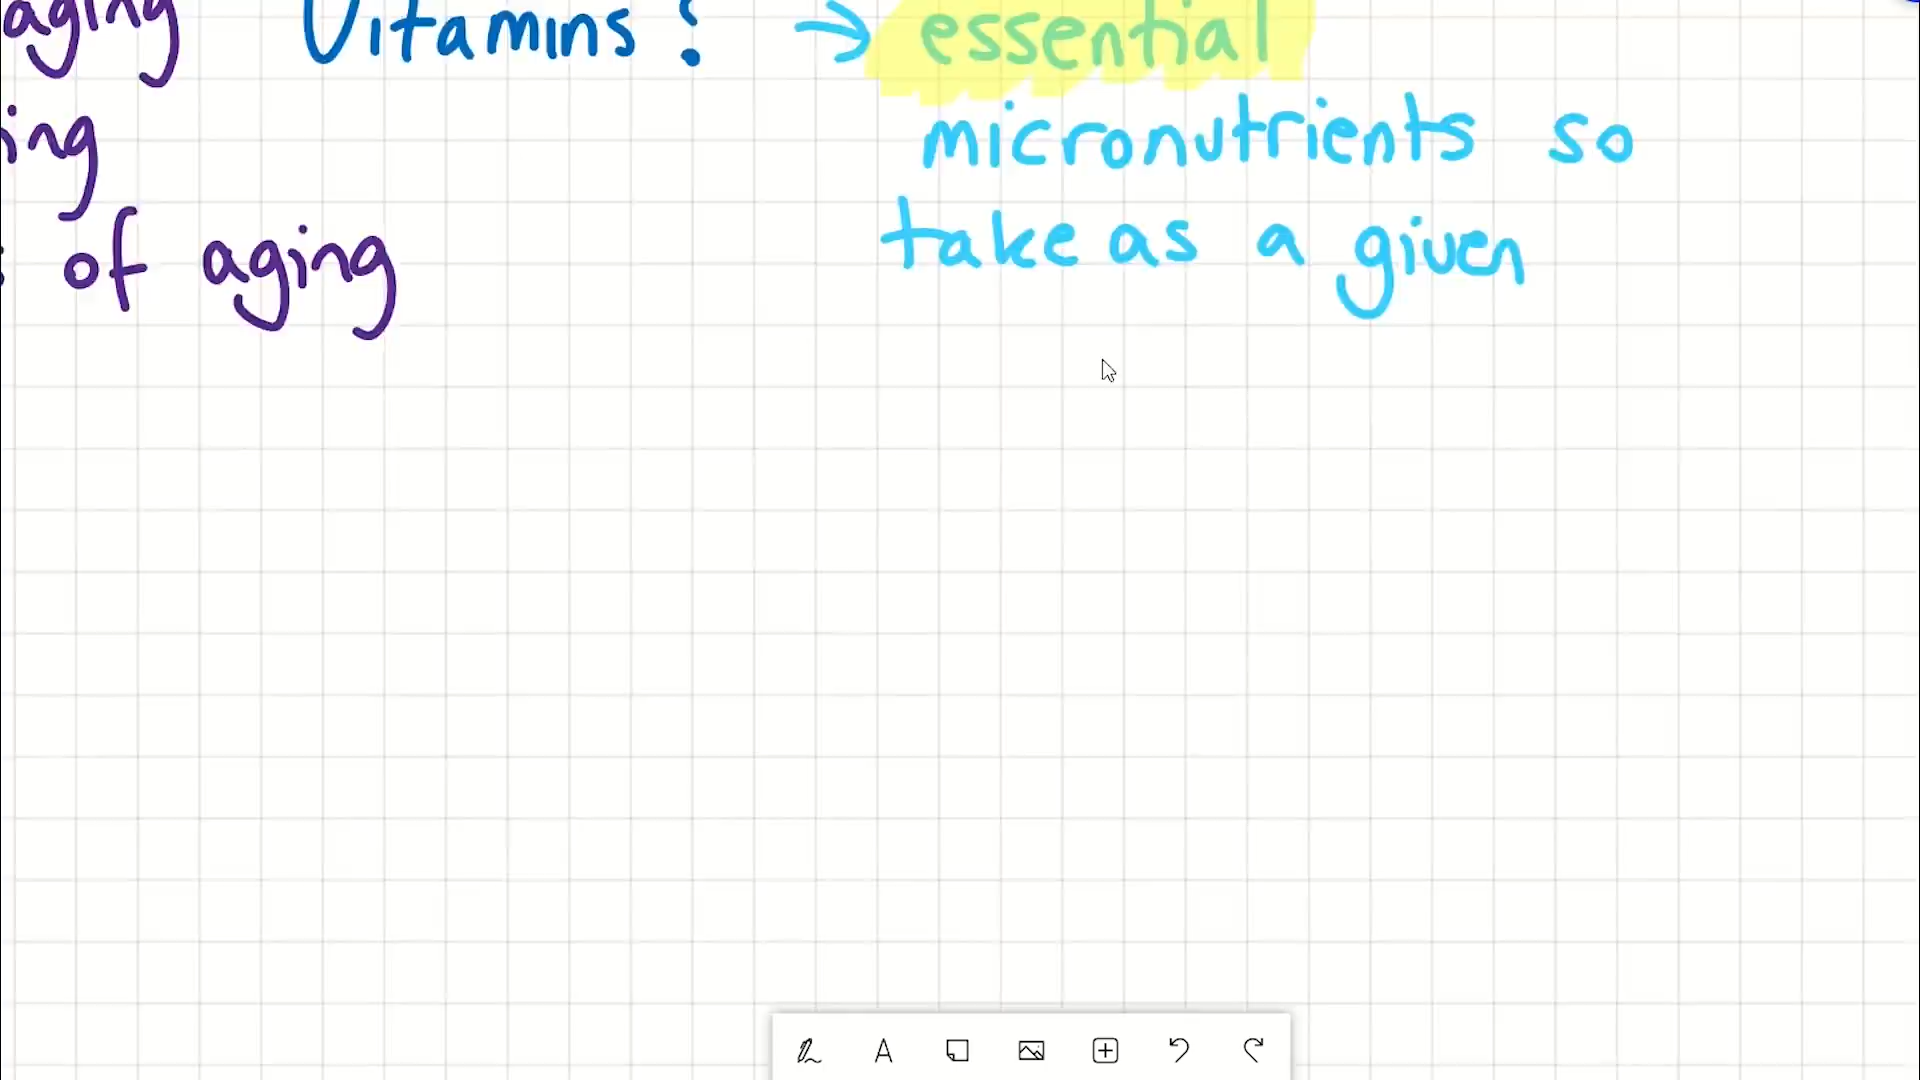 aging Vitamins? → essential
ing micronutrients so
of aging take as a given